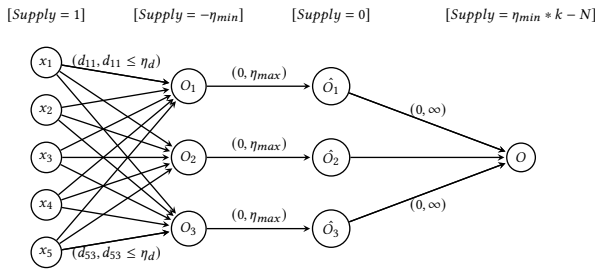 [Supply = 1] [Supply = −η_min] [Supply = 0] [Supply = η_min * k − N]
x_1 (d_11, d_11 ≤ η_d)
O_1 (0, η_max) Ô_1
(0, ∞)
x_2
x_3 O_2 (0, η_max) Ô_2 O
x_4
(0, ∞)
O_3 (0, η_max) Ô_3
x_5 (d_53, d_53 ≤ η_d)